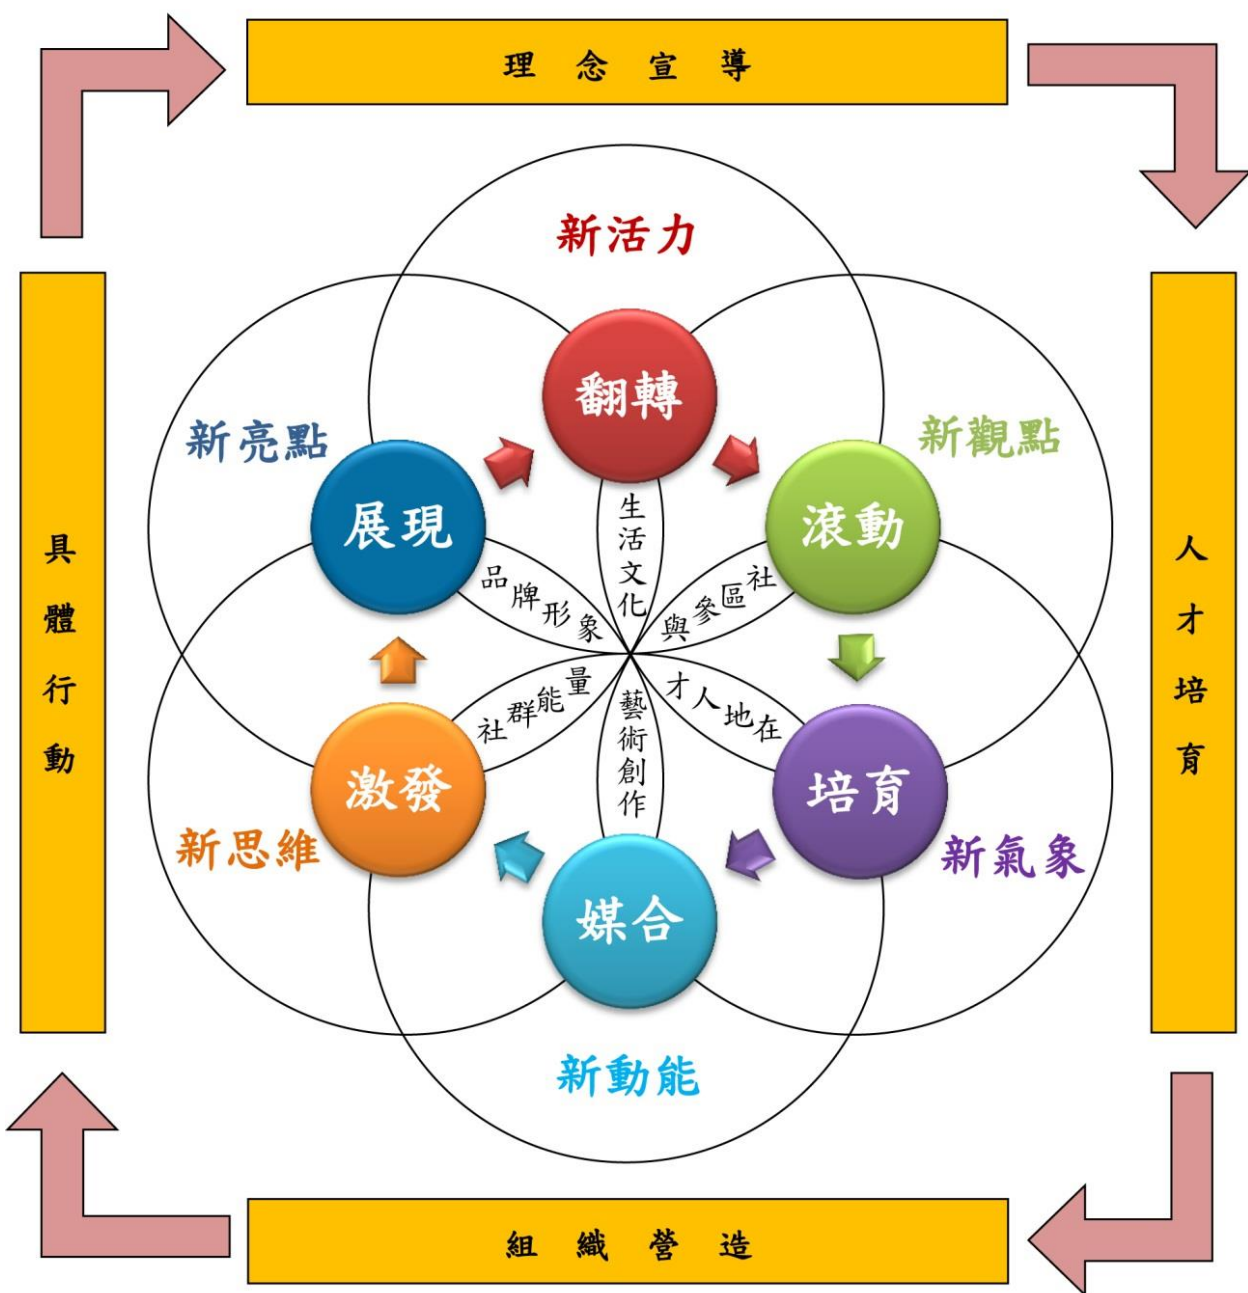 理念宣導
新活力
翻轉
新亮點
新觀點
展現
滾動
生活文化
品牌形象
社區參與
具體行動
人才培育
社群能量
藝術創作
在地人才
激發
培育
新思維
新氣象
媒合
新動能
組織營造